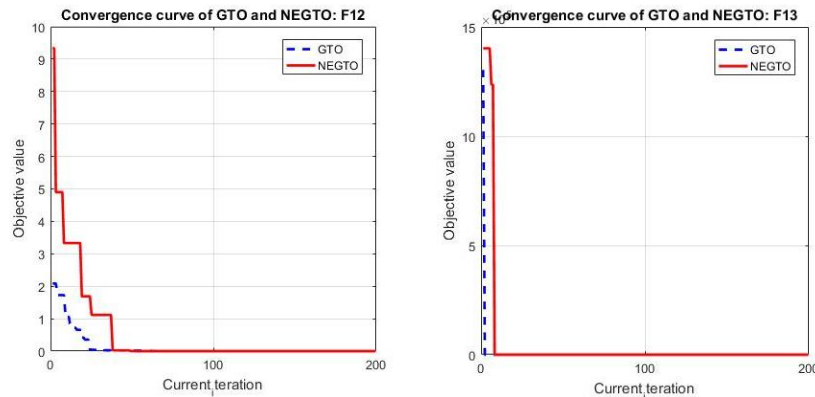 Convergence curve of GTO and NEGTO: F12
GTO
NEGTO
10
9
8
7
6
5
4
3
2
1
0
Objective value
0
100
200
Current iteration
Convergence curve of GTO and NEGTO: F13
GTO
NEGTO
15
10
5
0
Objective value
0
100
200
Current iteration